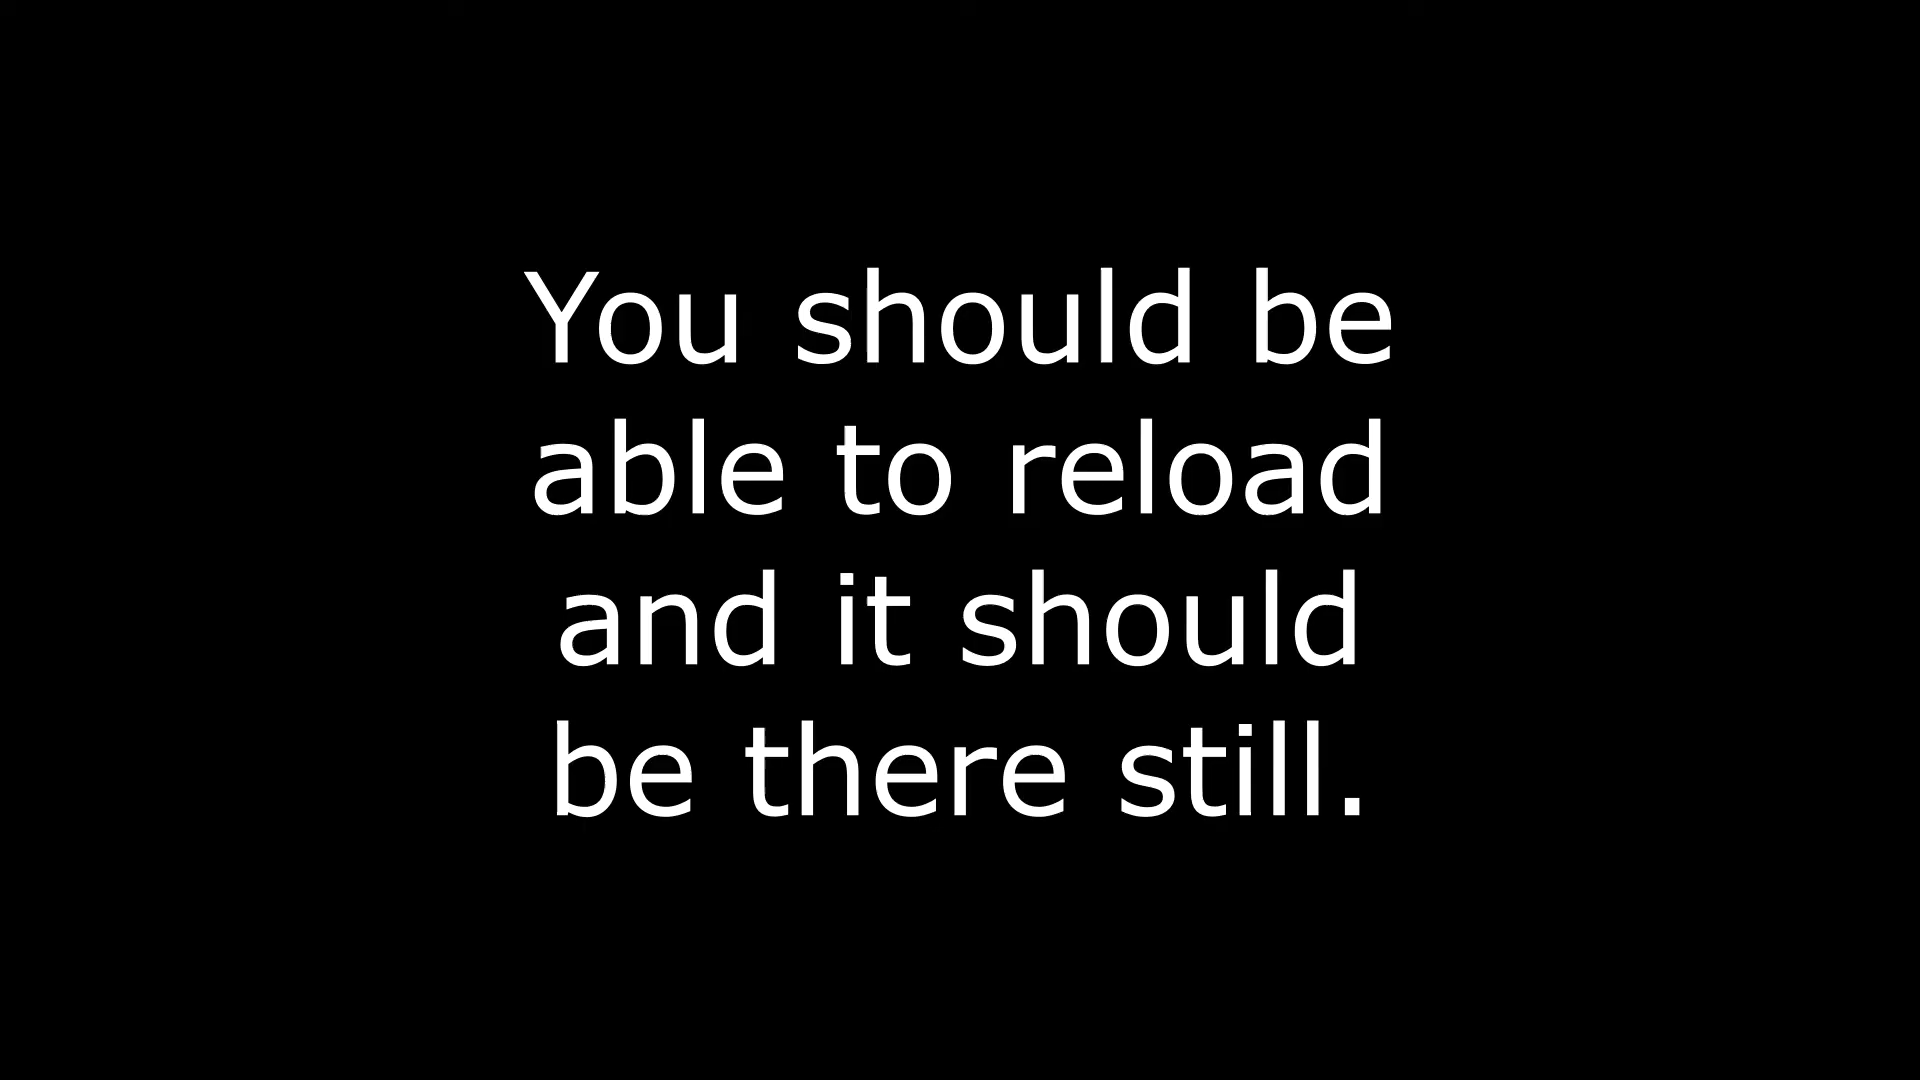 You should be
able to reload
and it should
be there still.